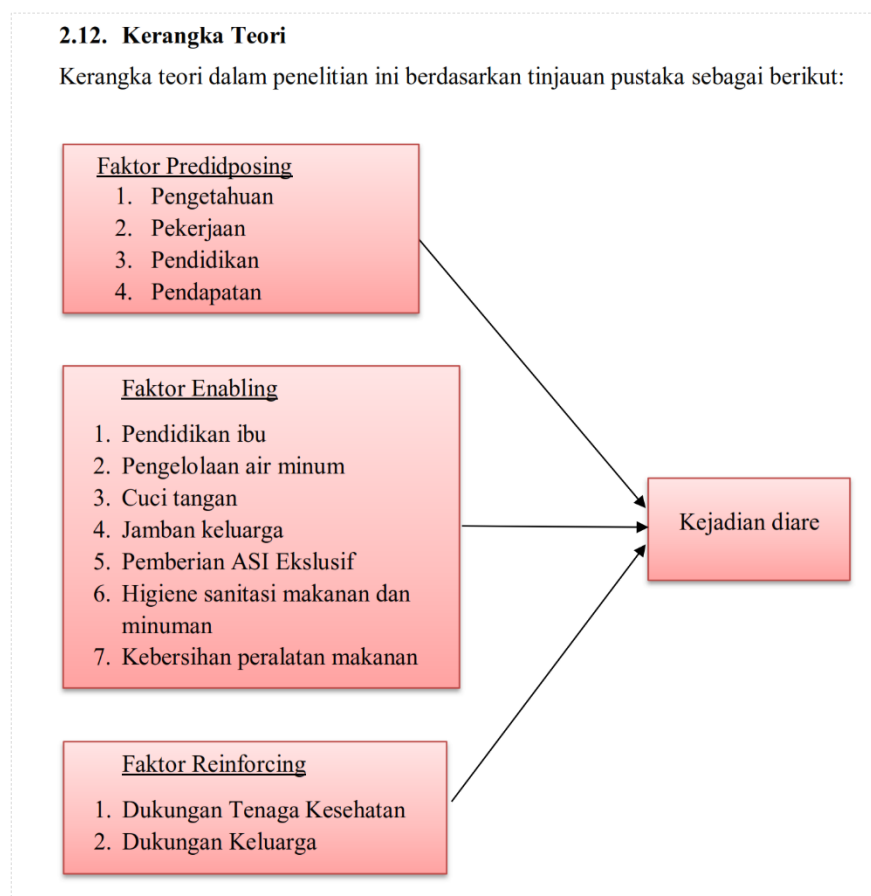 2.12. Kerangka Teori
Kerangka teori dalam penelitian ini berdasarkan tinjauan pustaka sebagai berikut:
Faktor Predidposing
1. Pengetahuan
2. Pekerjaan
3. Pendidikan
4. Pendapatan
Faktor Enabling
1. Pendidikan ibu
2. Pengelolaan air minum
3. Cuci tangan
4. Jamban keluarga
5. Pemberian ASI Ekslusif
6. Higiene sanitasi makanan dan
minuman
7. Kebersihan peralatan makanan
Kejadian diare
Faktor Reinforcing
1. Dukungan Tenaga Kesehatan
2. Dukungan Keluarga